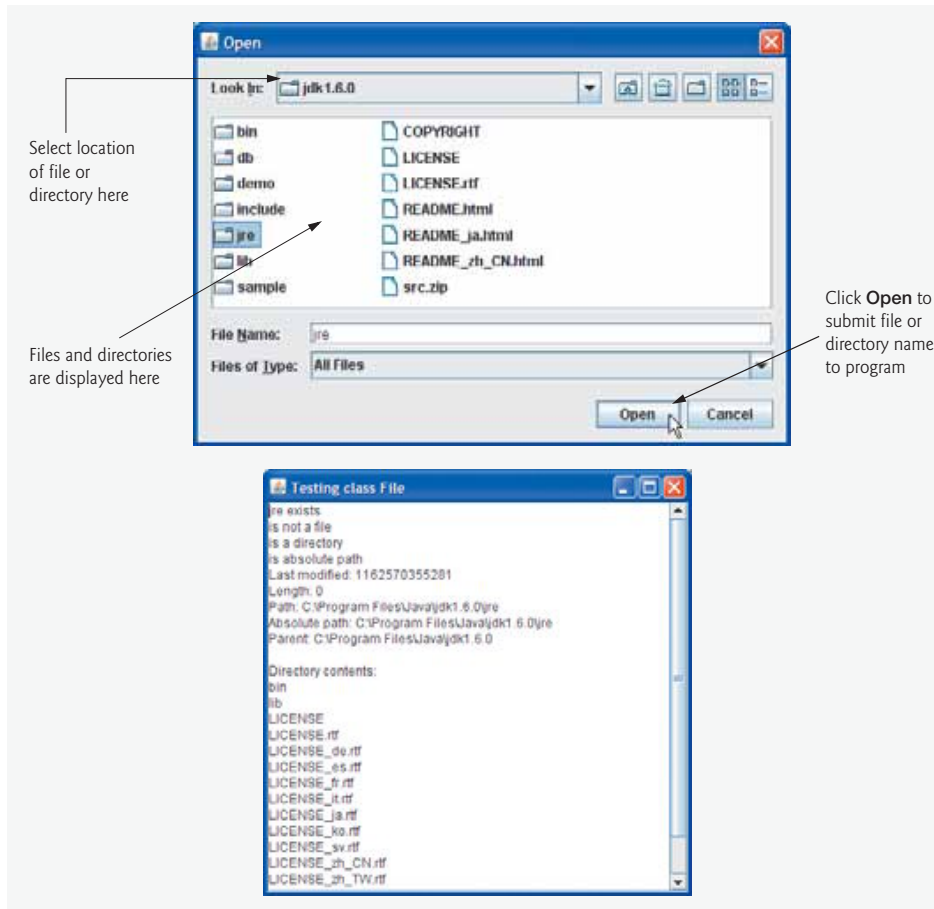 Open
Look In: jdk1.6.0
bin
db
demo
include
jre
lib
sample
COPYRIGHT
LICENSE
LICENSE.rtf
README.html
README_ja.html
README_zh_CN.html
src.zip
File Name: jre
Files of Type: All Files
Open Cancel
Select location
of file or
directory here
Files and directories
are displayed here
Click Open to
submit file or
directory name
to program
Testing class File
jre exists
is not a file
is a directory
is absolute path
Last modified: 1162570355281
Length: 0
Path: C:\Program Files\Java\jdk1.6.0\jre
Absolute path: C:\Program Files\Java\jdk1.6.0\jre
Parent: C:\Program Files\Java\jdk1.6.0
Directory contents:
bin
lib
LICENSE
LICENSE.rtf
LICENSE_de.rtf
LICENSE_es.rtf
LICENSE_fr.rtf
LICENSE_it.rtf
LICENSE_ja.rtf
LICENSE_ko.rtf
LICENSE_sv.rtf
LICENSE_zh_CN.rtf
LICENSE_zh_TW.rtf